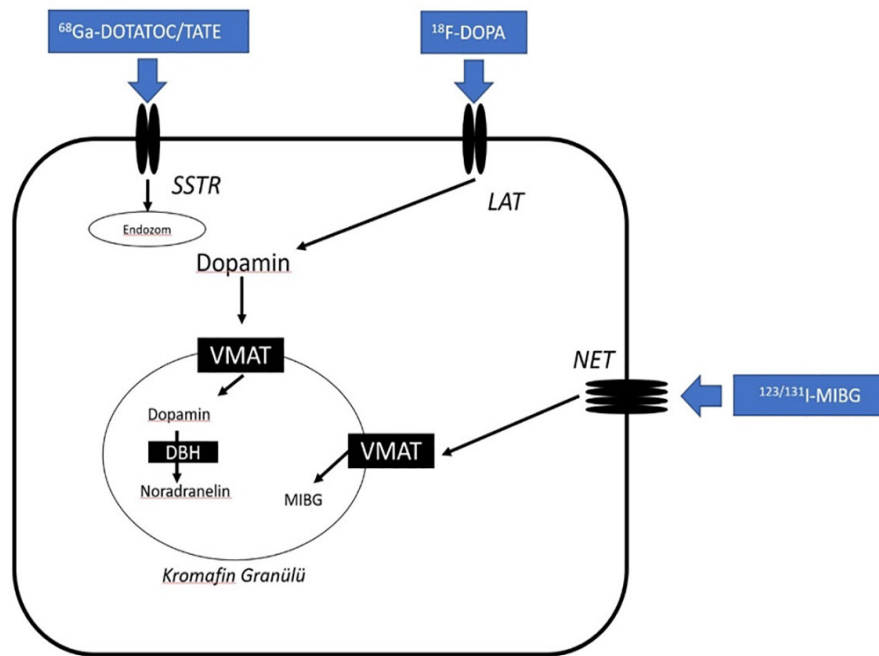 ⁶⁸Ga-DOTATOC/TATE
¹⁸F-DOPA
SSTR
LAT
Endozom
Dopamin
VMAT
NET
¹²³/¹³¹I-MIBG
Dopamin
DBH
VMAT
Noradranelin
MIBG
Kromafin Granülü